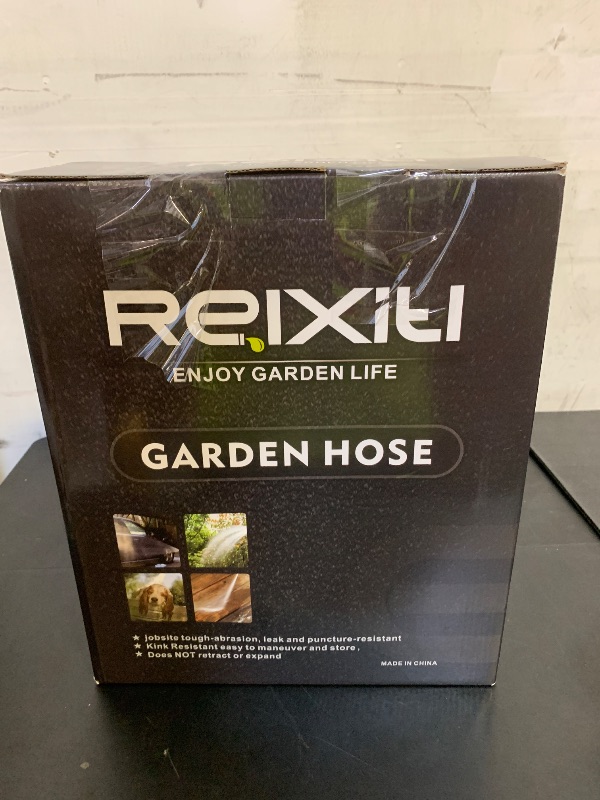 Reixiti
ENJOY GARDEN LIFE
GARDEN HOSE
★ jobsite tough-abrasion, leak and puncture-resistant
★ Kink Resistant easy to maneuver and store.
★ Does NOT retract or expand
MADE IN CHINA